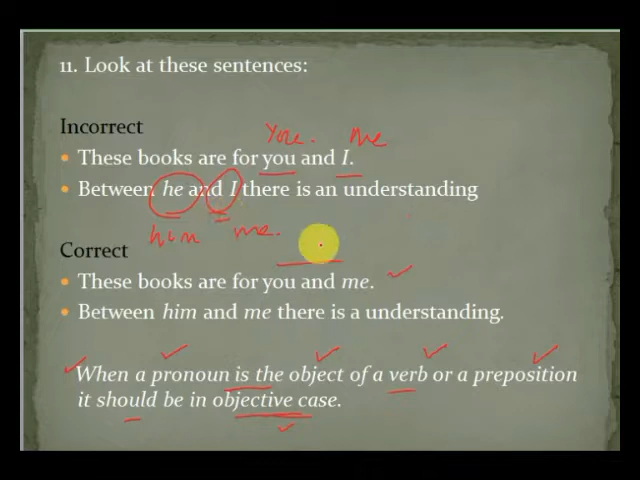 11. Look at these sentences:
Incorrect
you. me
• These books are for you and I.
• Between he and I there is an understanding
him me.
Correct
• These books are for you and me.
• Between him and me there is a understanding.
When a pronoun is the object of a verb or a preposition
it should be in objective case.